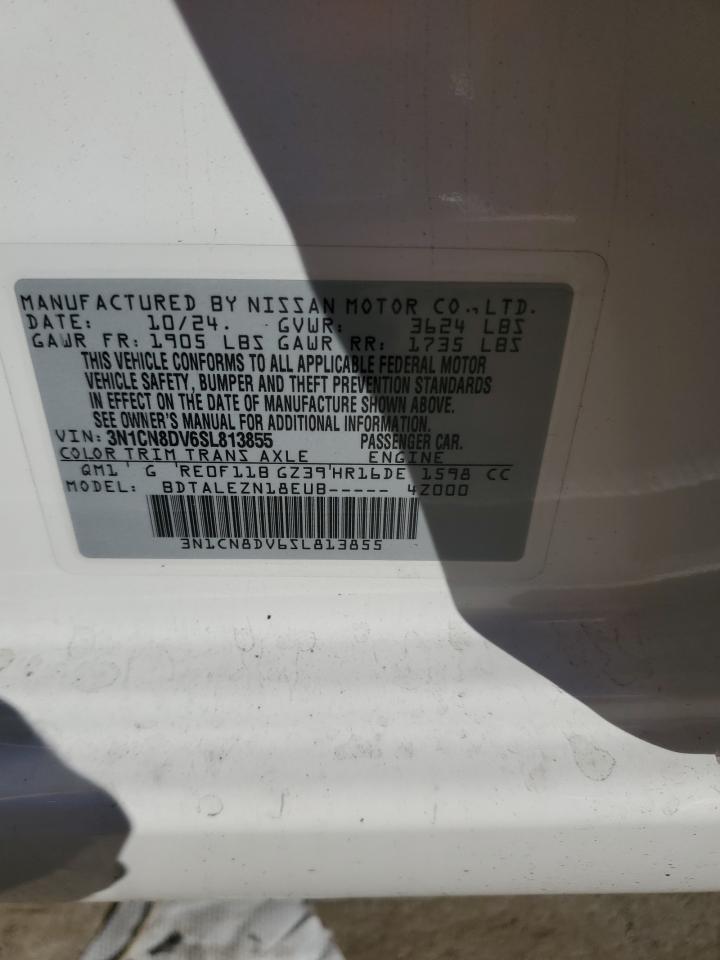 MANUFACTURED BY NISSAN MOTOR CO., LTD.
DATE: 10/24. GVWR: 3624 LBS
GAWR FR: 1905 LBS GAWR RR: 1735 LBS
THIS VEHICLE CONFORMS TO ALL APPLICABLE FEDERAL MOTOR
VEHICLE SAFETY, BUMPER AND THEFT PREVENTION STANDARDS
IN EFFECT ON THE DATE OF MANUFACTURE SHOWN ABOVE.
SEE OWNER'S MANUAL FOR ADDITIONAL INFORMATION.
VIN: 3N1CN8DV6SL813855 PASSENGER CAR.
COLOR TRIM TRANS AXLE ENGINE
QM1 G RE0F11B GZ39 HR16DE 1598 CC
MODEL: BDTALEZN18EUB----- 4Z000
3N1CN8DV6SL813855